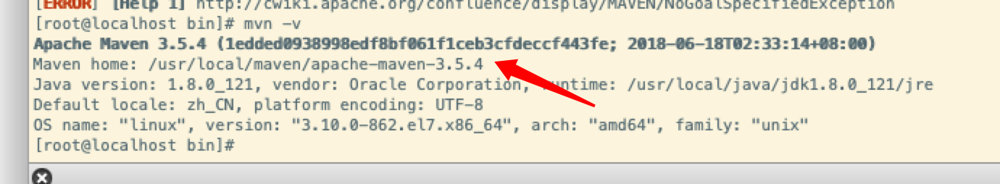 [ERROR] [Help 1] http://cwiki.apache.org/confluence/display/MAVEN/NoGoalSpecifiedException
[root@localhost bin]# mvn -v
Apache Maven 3.5.4 (1edded0938998edf8bf061f1ceb3cfdeccf443fe; 2018-06-18T02:33:14+08:00)
Maven home: /usr/local/maven/apache-maven-3.5.4
Java version: 1.8.0_121, vendor: Oracle Corporation, runtime: /usr/local/java/jdk1.8.0_121/jre
Default locale: zh_CN, platform encoding: UTF-8
OS name: "linux", version: "3.10.0-862.el7.x86_64", arch: "amd64", family: "unix"
[root@localhost bin]#